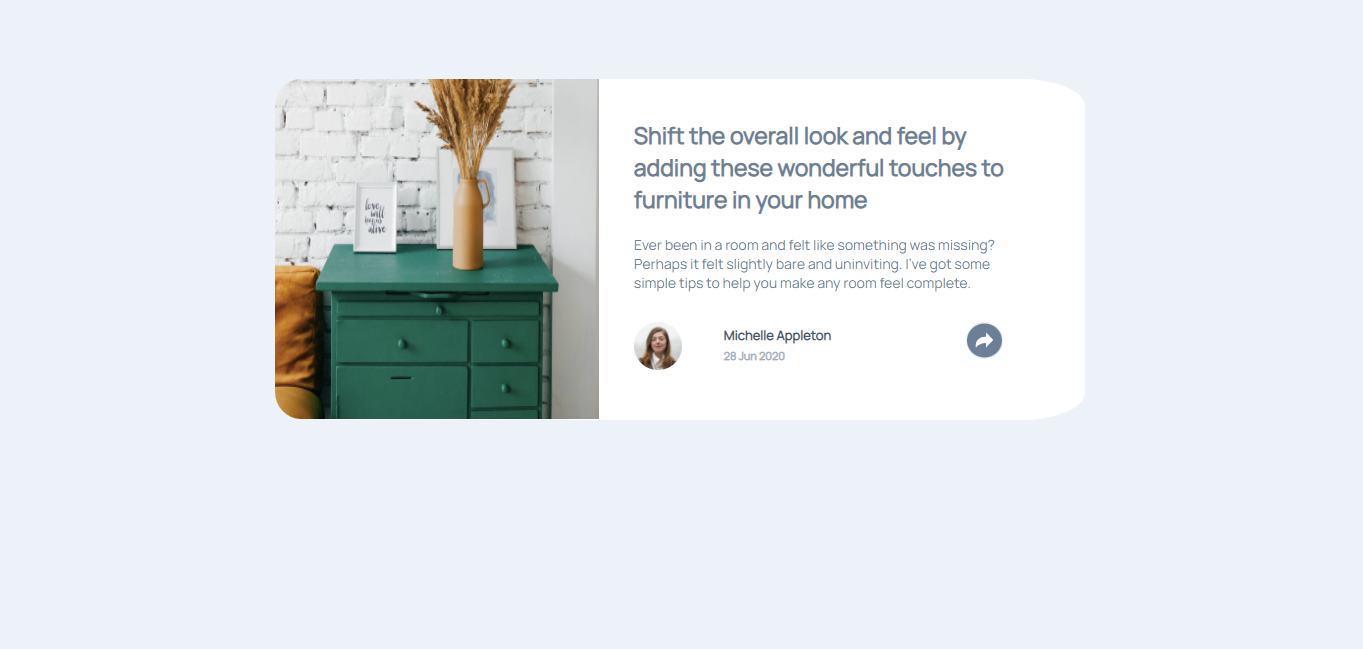 love
will
alive
Shift the overall look and feel by
adding these wonderful touches to
furniture in your home
Ever been in a room and felt like something was missing?
Perhaps it felt slightly bare and uninviting. I've got some
simple tips to help you make any room feel complete.
Michelle Appleton
28 Jun 2020